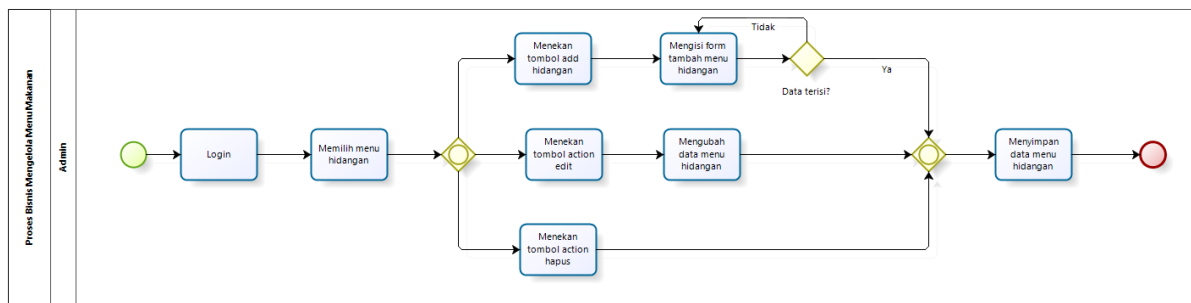 Proses Bisnis Mengelola Menu Makanan
Admin
Login
Memilih menu
hidangan
Menekan
tombol add
hidangan
Mengisi form
tambah menu
hidangan
Tidak
Data terisi?
Ya
Menekan
tombol action
edit
Mengubah
data menu
hidangan
Menekan
tombol action
hapus
Menyimpan
data menu
hidangan